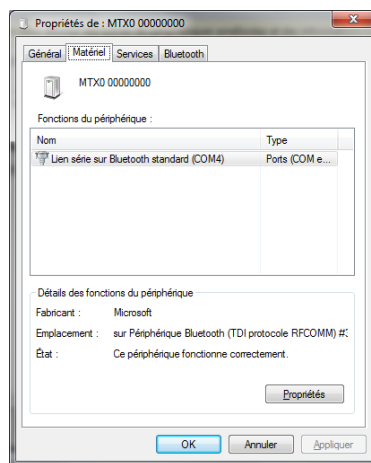 Propriétés de : MTX0 00000000
Général Matériel Services Bluetooth
MTX0 00000000
Fonctions du périphérique :
Nom Type
Lien série sur Bluetooth standard (COM4) Ports (COM e...
Détails des fonctions du périphérique
Fabricant : Microsoft
Emplacement : sur Périphérique Bluetooth (TDI protocole RFCOMM)
État : Ce périphérique fonctionne correctement.
Propriétés
OK Annuler Appliquer